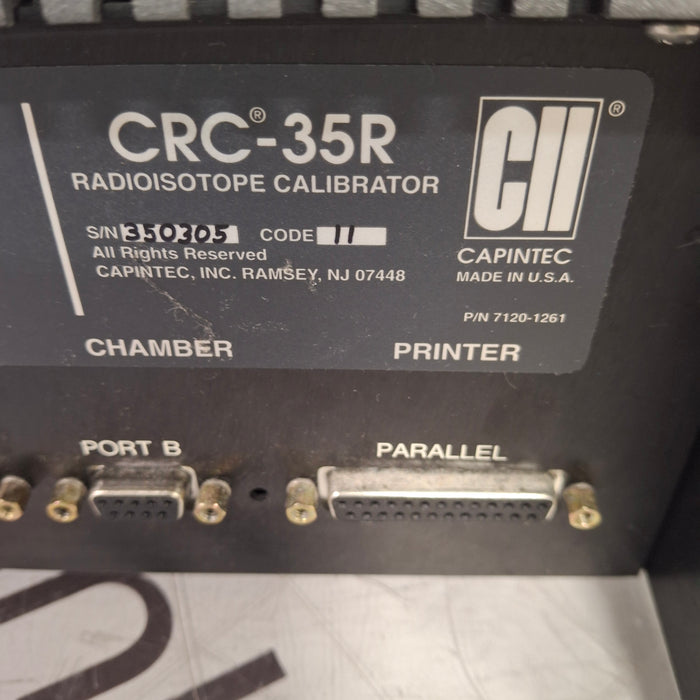 CRC®-35R
RADIOISOTOPE CALIBRATOR
S/N 350305 CODE 11
All Rights Reserved
CAPINTEC, INC. RAMSEY, NJ 07448
CII ®
CAPINTEC
MADE IN U.S.A.
P/N 7120-1261
CHAMBER PRINTER
PORT B PARALLEL